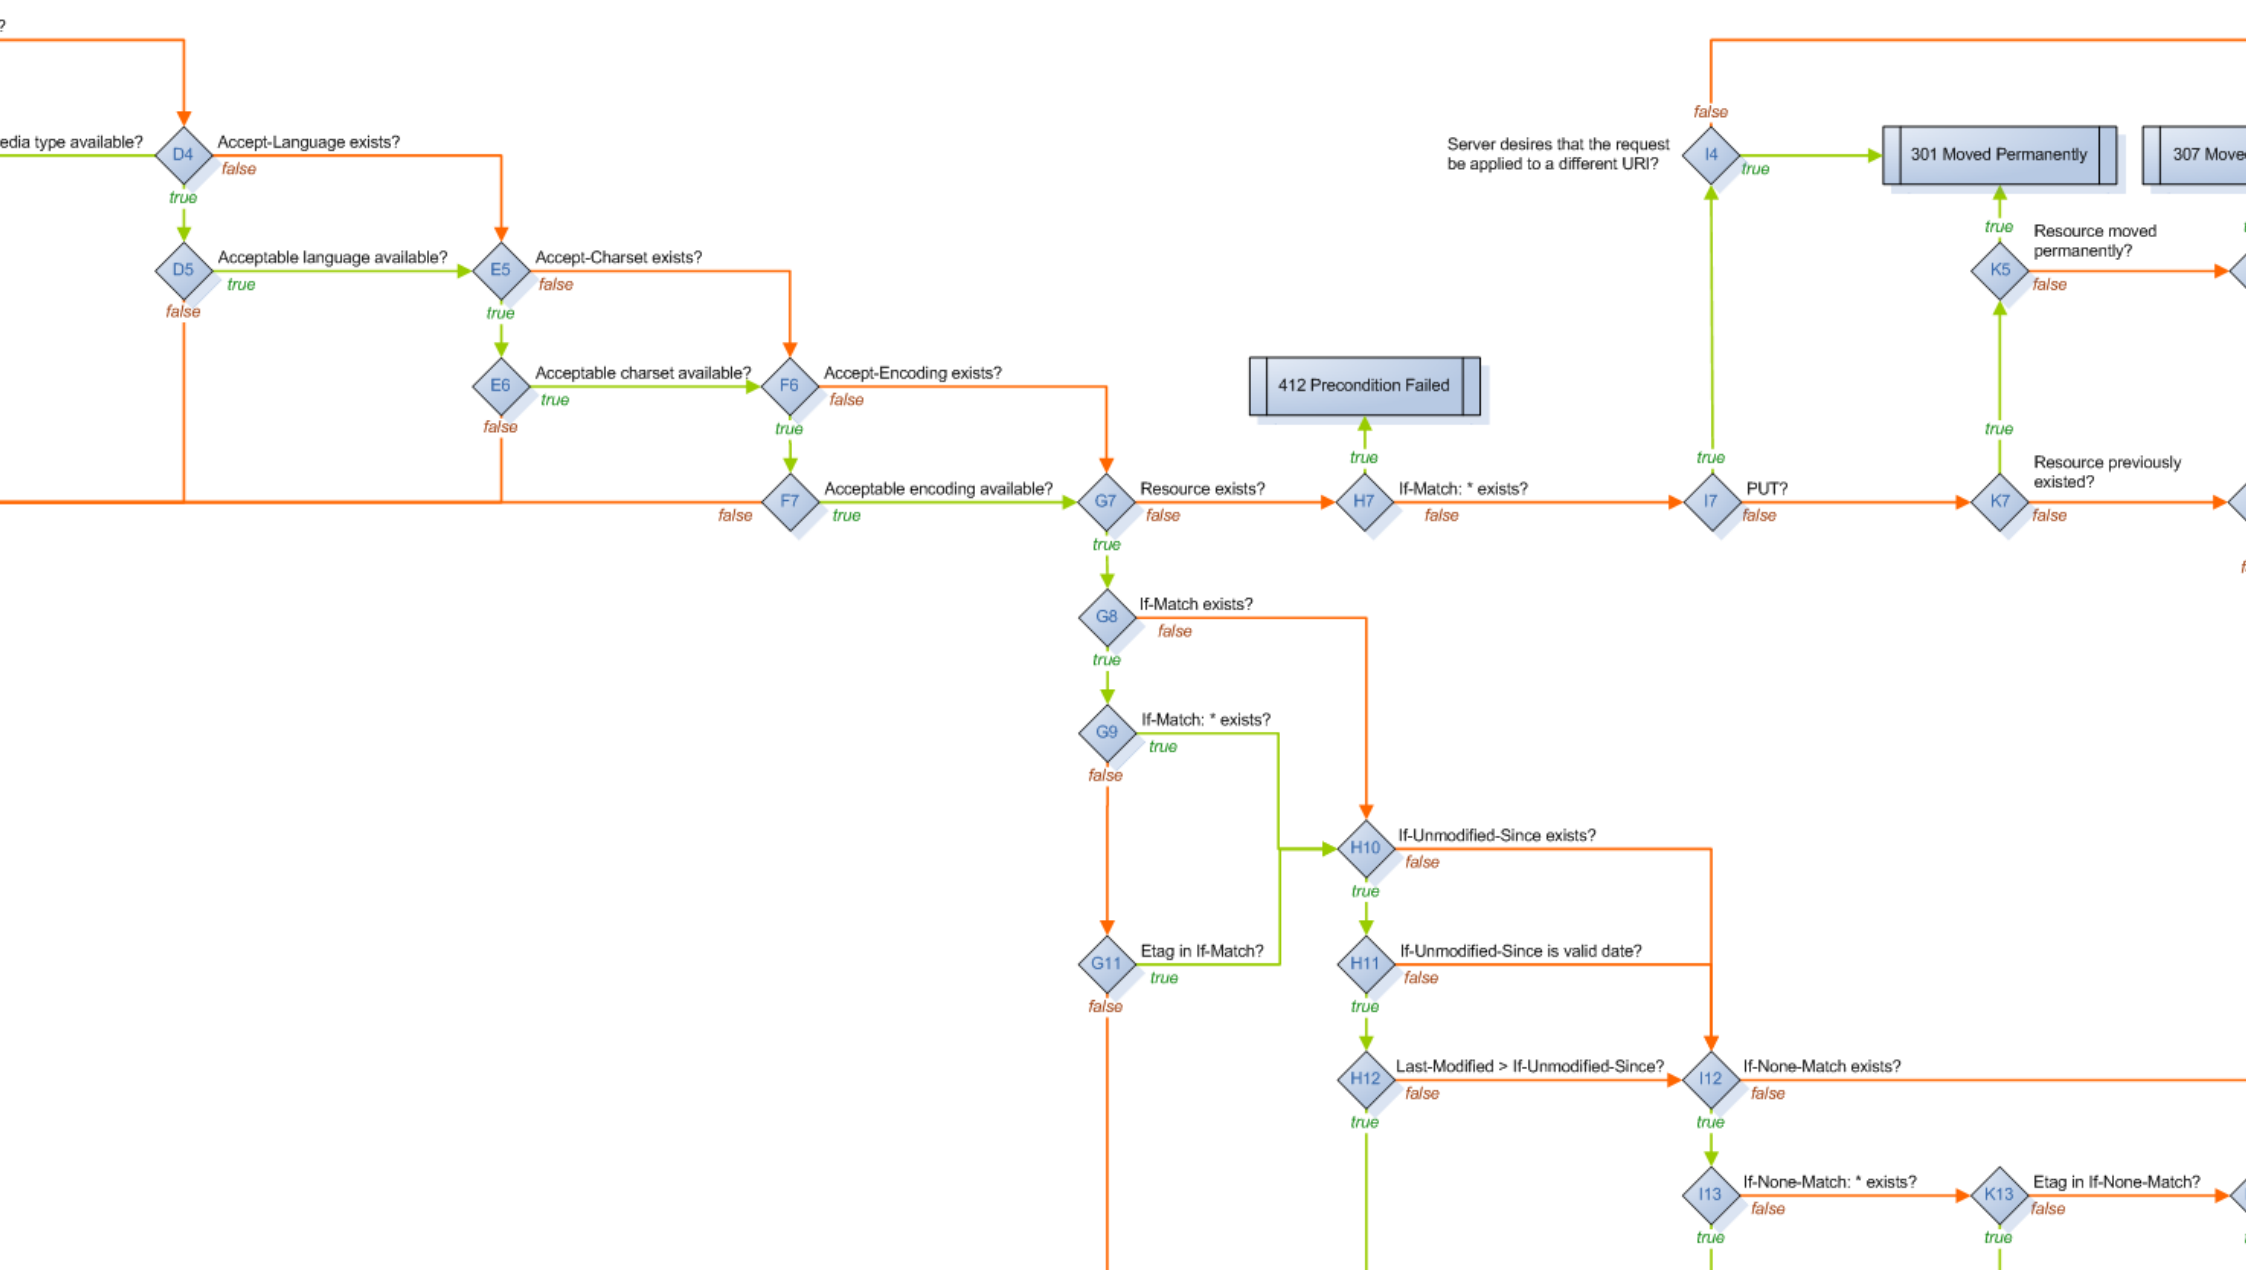 ?
false
edia type available?
D4
Accept-Language exists?
false
true
Server desires that the request
be applied to a different URI?
I4
true
301 Moved Permanently
307 Move
true
D5
Acceptable language available?
true
false
E5
Accept-Charset exists?
false
true
Resource moved
permanently?
K5
false
E6
Acceptable charset available?
true
false
F6
Accept-Encoding exists?
false
true
412 Precondition Failed
true
true
true
F7
false
Acceptable encoding available?
true
G7
Resource exists?
false
true
H7
If-Match: * exists?
false
I7
PUT?
false
K7
Resource previously
existed?
false
G8
If-Match exists?
false
true
G9
If-Match: * exists?
true
false
H10
If-Unmodified-Since exists?
false
true
G11
Etag in If-Match?
true
false
H11
If-Unmodified-Since is valid date?
false
true
H12
Last-Modified > If-Unmodified-Since?
false
true
I12
If-None-Match exists?
false
true
I13
If-None-Match: * exists?
false
true
K13
Etag in If-None-Match?
false
true